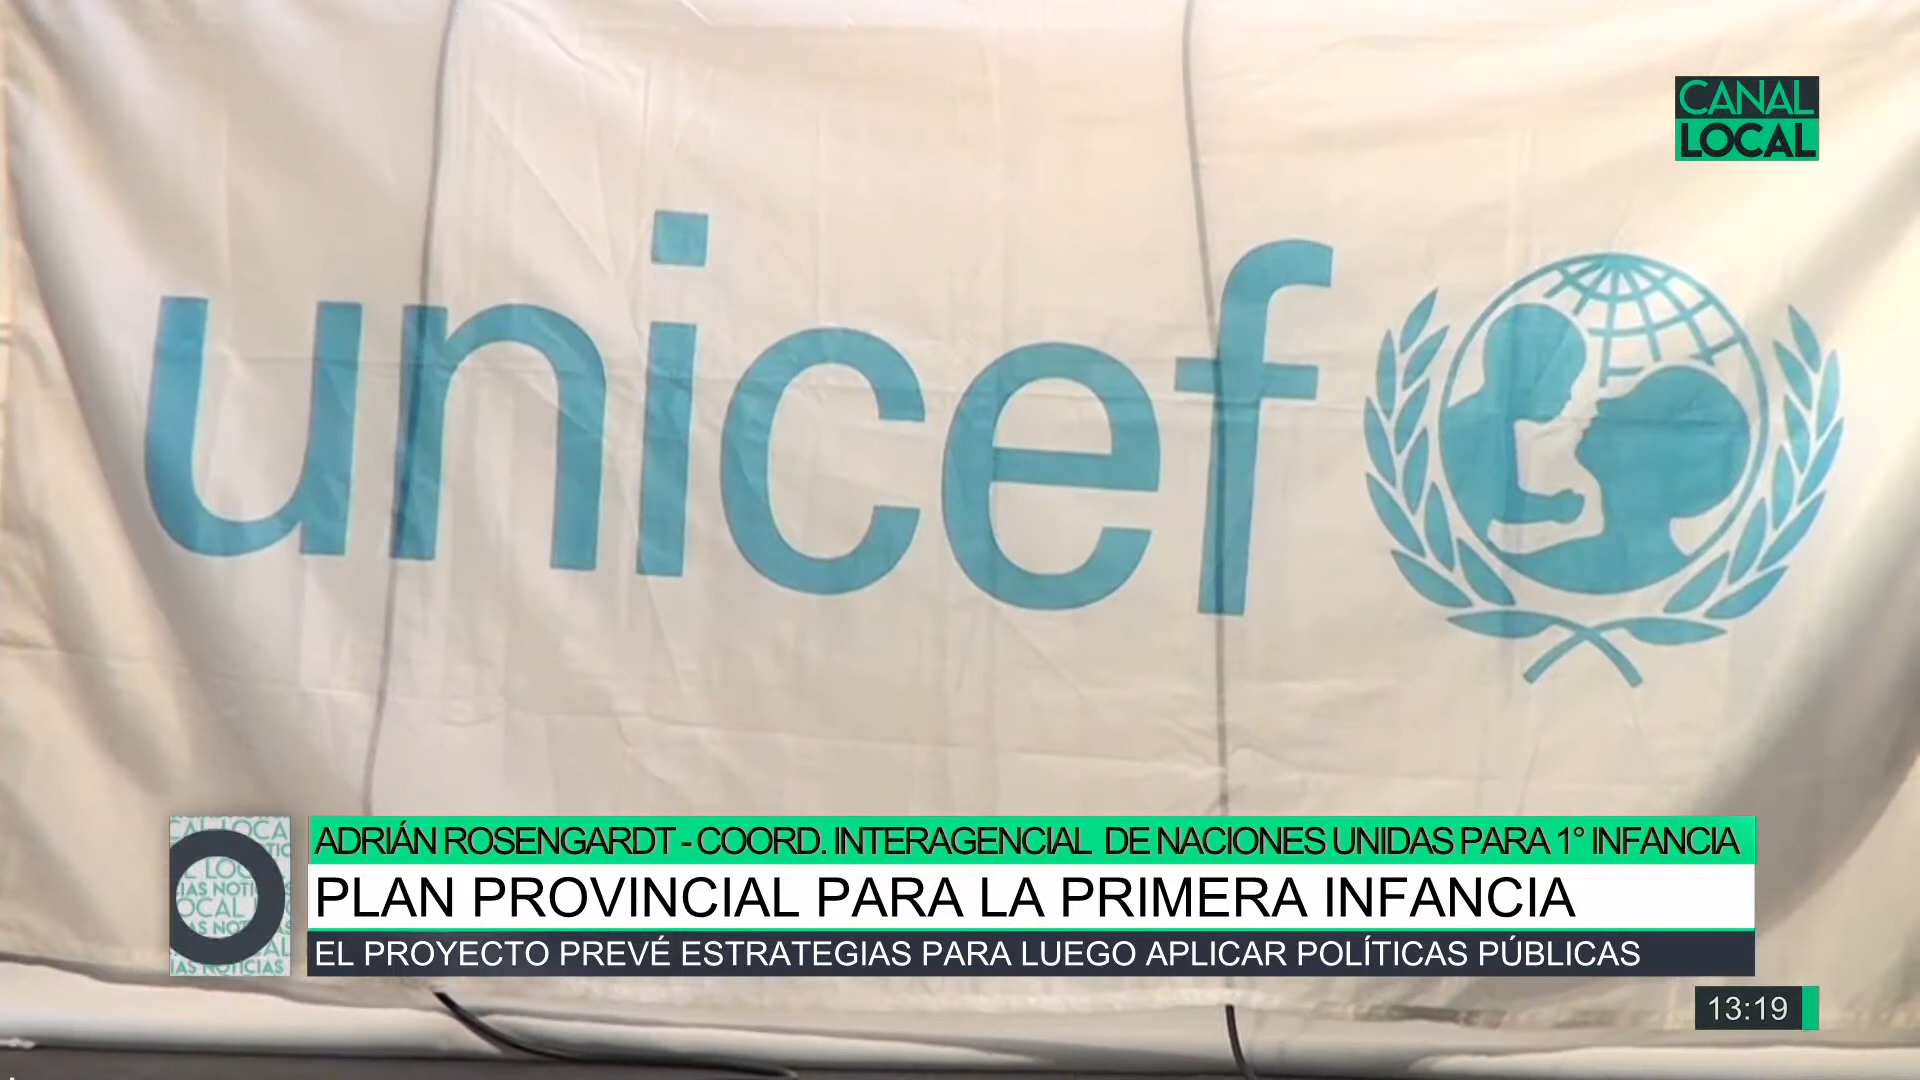 CANAL
LOCAL
unicef
ADRIÁN ROSENGARDT - COORD. INTERAGENCIAL DE NACIONES UNIDAS PARA 1° INFANCIA
PLAN PROVINCIAL PARA LA PRIMERA INFANCIA
EL PROYECTO PREVÉ ESTRATEGIAS PARA LUEGO APLICAR POLÍTICAS PÚBLICAS
13:19